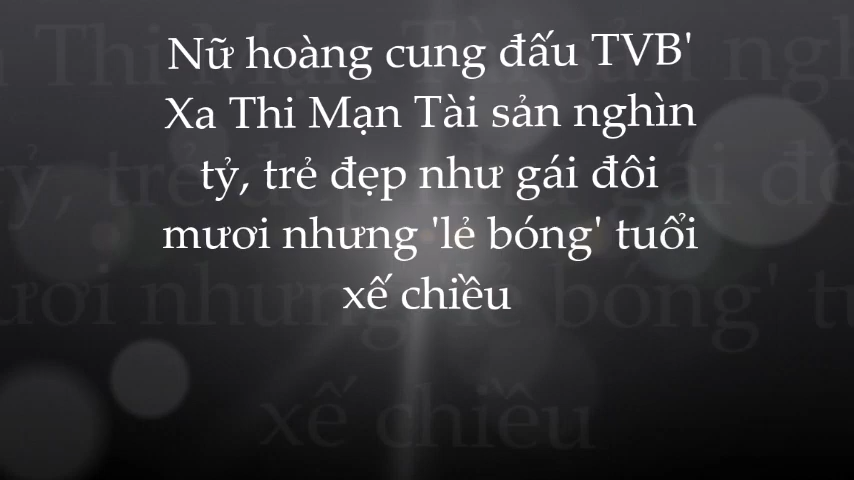 Nữ hoàng cung đấu TVB'
Xa Thi Mạn Tài sản nghìn
tỷ, trẻ đẹp như gái đôi
mươi nhưng 'lẻ bóng' tuổi
xế chiều